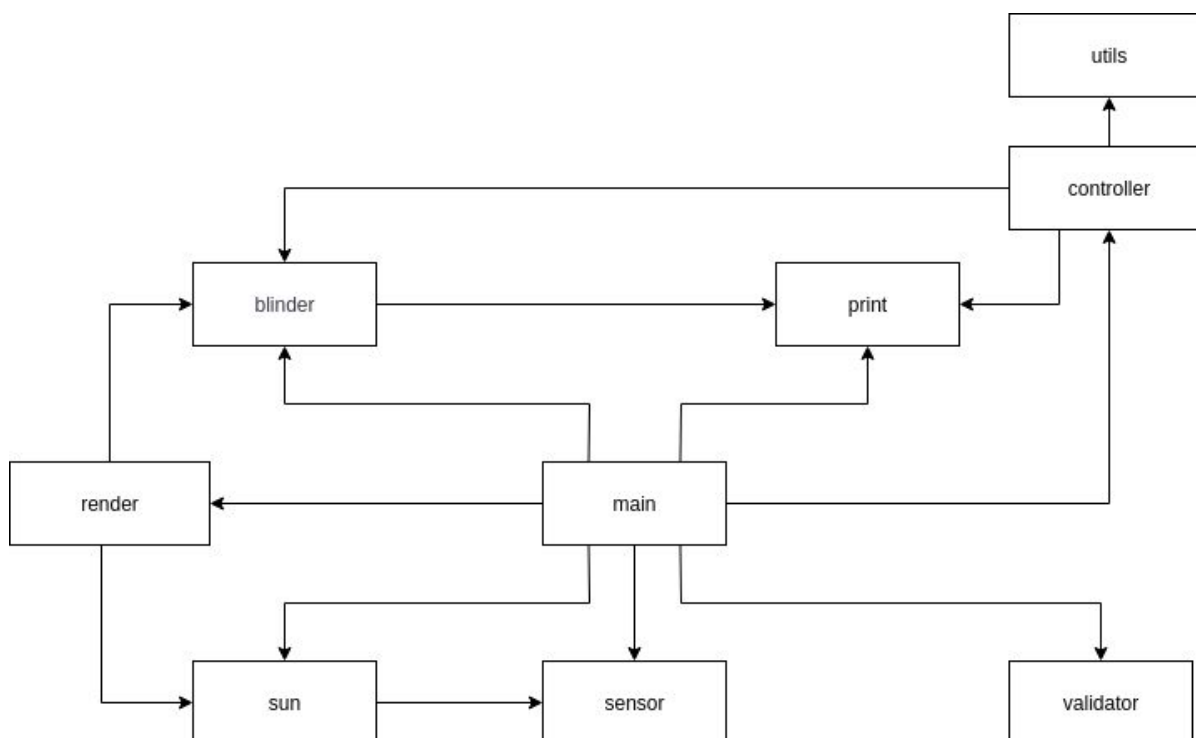 utils
controller
blinder
print
render
main
sun
sensor
validator